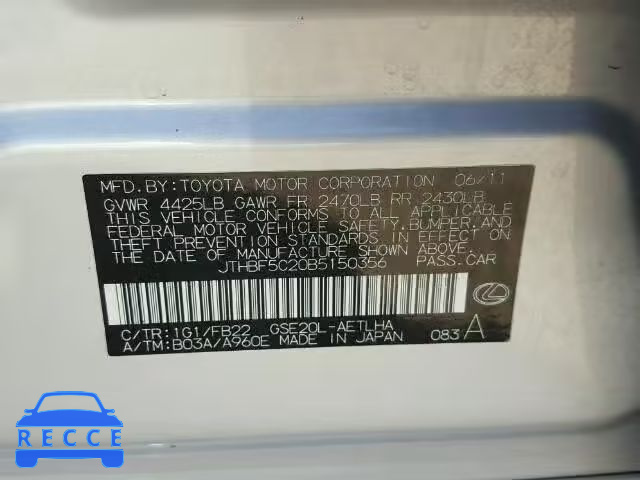 MFD. BY: TOYOTA MOTOR CORPORATION 06/11
GVWR 4425LB GAWR FR 2470LB RR 2430LB
THIS VEHICLE CONFORMS TO ALL APPLICABLE
FEDERAL MOTOR VEHICLE SAFETY, BUMPER, AND
THEFT PREVENTION STANDARDS IN EFFECT ON
THE DATE OF MANUFACTURE SHOWN ABOVE.
JTHBF5C20B5150356 PASS.CAR
C/TR: 1G1/FB22 GSE20L-AETLHA
A/TM: B03A/A960E MADE IN JAPAN 083 A
RECCE